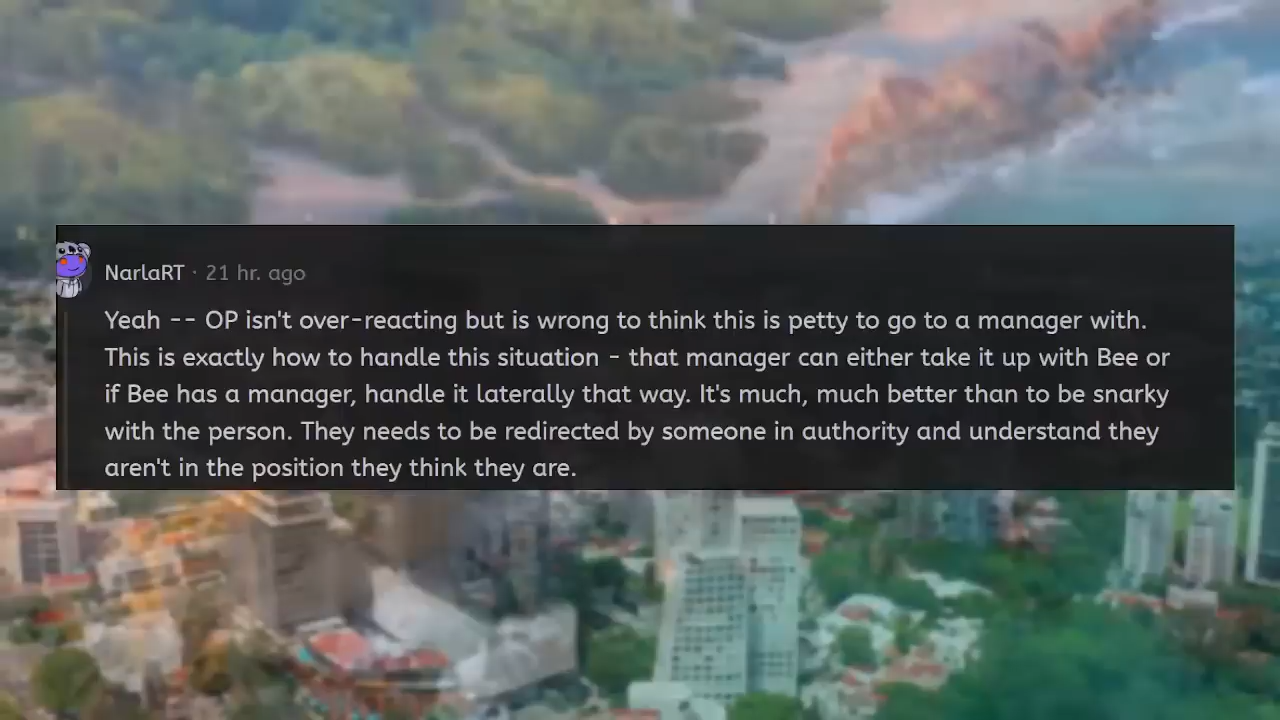 NarlaRT · 21 hr. ago
Yeah -- OP isn't over-reacting but is wrong to think this is petty to go to a manager with.
This is exactly how to handle this situation - that manager can either take it up with Bee or
if Bee has a manager, handle it laterally that way. It's much, much better than to be snarky
with the person. They needs to be redirected by someone in authority and understand they
aren't in the position they think they are.